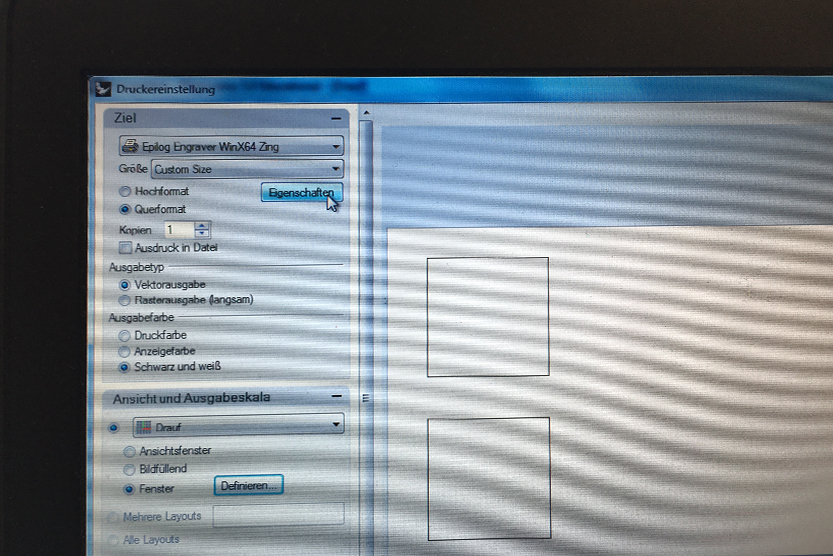 Druckereinstellung
Ziel
Epilog Engraver WinX64 Zing
Größe Custom Size
Hochformat
Eigenschaften
Querformat
Kopien 1
Ausdruck in Datei
Ausgabetyp
Vektorausgabe
Rasterausgabe (langsam)
Ausgabefarbe
Druckfarbe
Anzeigefarbe
Schwarz und weiß
Ansicht und Ausgabeskala
Drauf
Ansichtsfenster
Bildfüllend
Fenster Definieren...
Mehrere Layouts
Alle Layouts